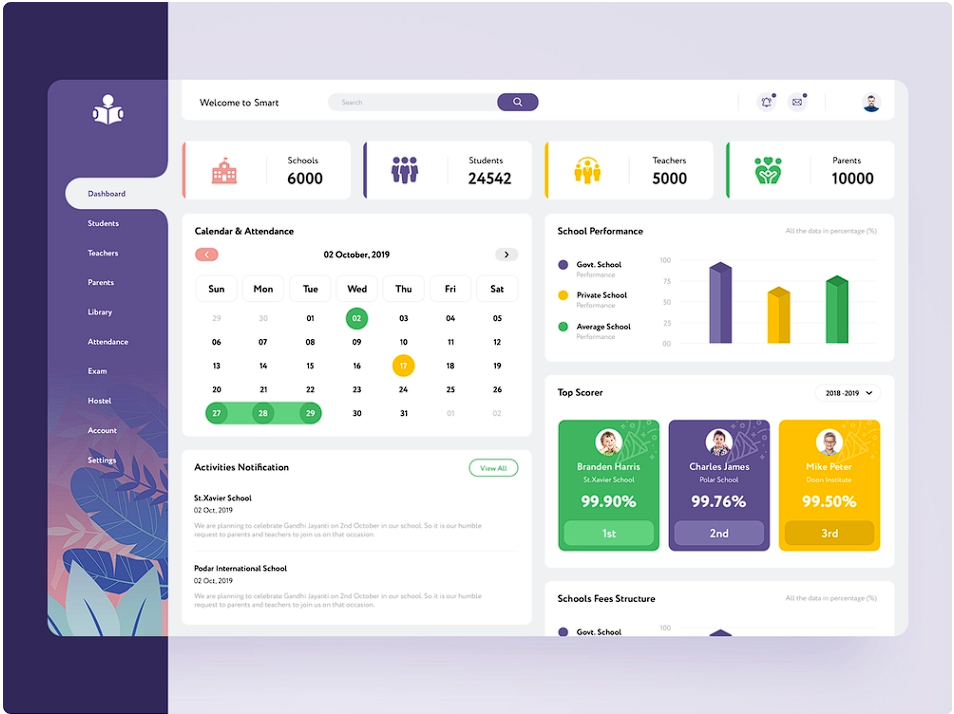 Welcome to Smart
Search
Dashboard
Students
Teachers
Parents
Library
Attendance
Exam
Hostel
Account
Settings
Schools
6000
Students
24542
Teachers
5000
Parents
10000
Calendar & Attendance
02 October, 2019
Sun Mon Tue Wed Thu Fri Sat
29 30 01 02 03 04 05
06 07 08 09 10 11 12
13 14 15 16 17 18 19
20 21 22 23 24 25 26
27 28 29 30 31 01 02
Activities Notification
View All
St.Xavier School
02 Oct, 2019
We are planning to celebrate Gandhi Jayanti on 2nd October in our school. So it is our humble
request to parents and teachers to join us on that occasion.
Podar International School
02 Oct, 2019
We are planning to celebrate Gandhi Jayanti on 2nd October in our school. So it is our humble
request to parents and teachers to join us on that occasion.
School Performance
All the data in percentage (%)
Govt. School
Performance
Private School
Performance
Average School
Performance
100
75
50
25
00
Top Scorer
2018 -2019
Branden Harris
St.Xavier School
99.90%
1st
Charles James
Polar School
99.76%
2nd
Mike Peter
Doon Institute
99.50%
3rd
Schools Fees Structure
All the data in percentage (%)
Govt. School
100